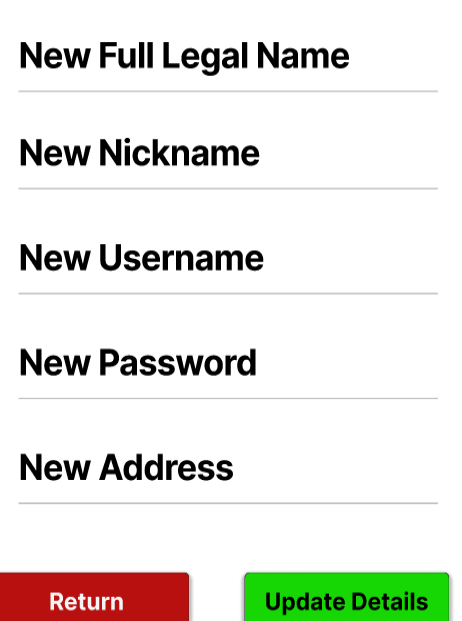 New Full Legal Name
New Nickname
New Username
New Password
New Address
Return
Update Details